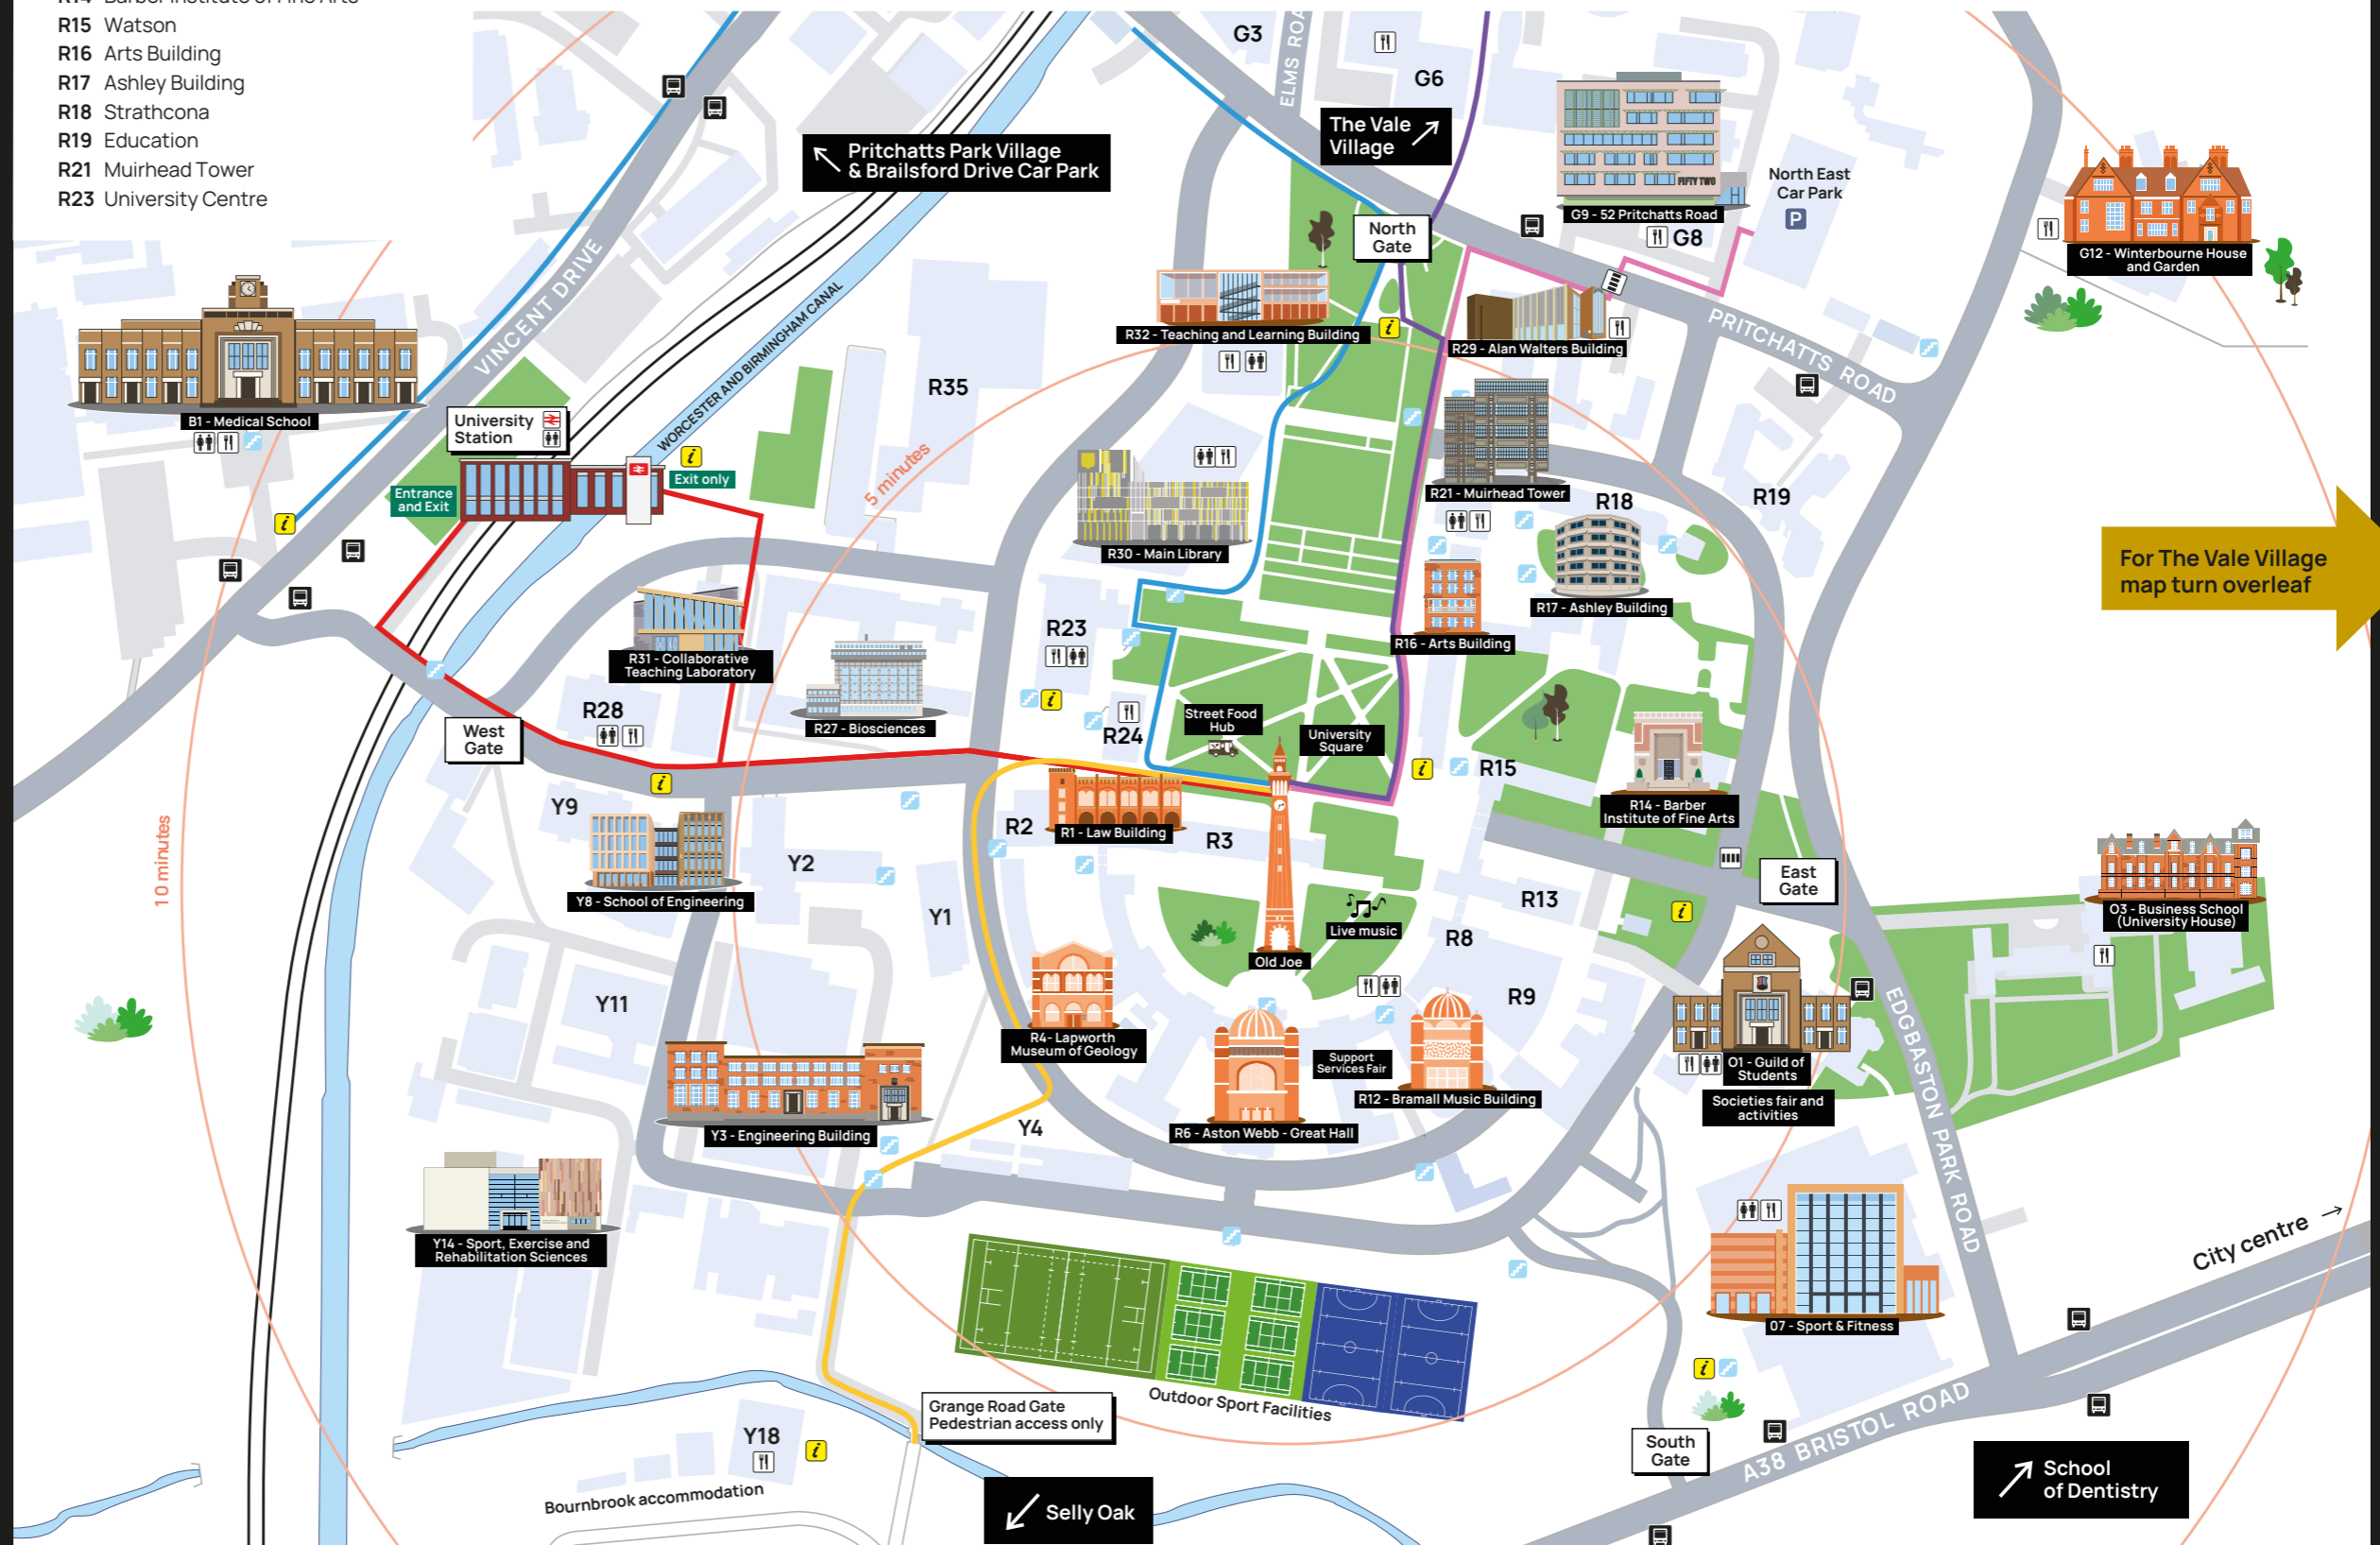 R14 Barber Institute of Fine Arts
R15 Watson
R16 Arts Building
R17 Ashley Building
R18 Strathcona
R19 Education
R21 Muirhead Tower
R23 University Centre
G3
ELMS ROA
G6
The Vale
Village
Pritchatts Park Village
& Brailsford Drive Car Park
FIFTY TWO
G9 - 52 Pritchatts Road
G8
North East
Car Park
P
North
Gate
G12 - Winterbourne House
and Garden
VINCENT DRIVE
WORCESTER AND BIRMINGHAM CANAL
R32 - Teaching and Learning Building
i
R29 - Alan Walters Building
PRITCHATTS ROAD
B1 - Medical School
University
Station
R35
5 minutes
i
Exit only
Entrance
and Exit
i
R21 - Muirhead Tower
R18
R19
R30 - Main Library
For The Vale Village
map turn overleaf
R17 - Ashley Building
R23
R16 - Arts Building
R31 - Collaborative
Teaching Laboratory
i
R28
R27 - Biosciences
R24
Street Food
Hub
University
Square
West
Gate
i
R15
i
Y9
R14 - Barber
Institute of Fine Arts
R2
R1 - Law Building
R3
10 minutes
Y2
East
Gate
Y8 - School of Engineering
Y1
R13
i
O3 - Business School
(University House)
Live music
R8
Old Joe
Y11
R9
EDGBASTON PARK ROAD
R4- Lapworth
Museum of Geology
Support
Services Fair
O1 - Guild of
Students
R12 - Bramall Music Building
Societies fair and
activities
Y3 - Engineering Building
Y4
R6 - Aston Webb - Great Hall
Y14 - Sport, Exercise and
Rehabilitation Sciences
City centre
07 - Sport & Fitness
i
Outdoor Sport Facilities
Grange Road Gate
Pedestrian access only
Y18
i
South
Gate
A38 BRISTOL ROAD
Bournbrook accommodation
Selly Oak
School
of Dentistry